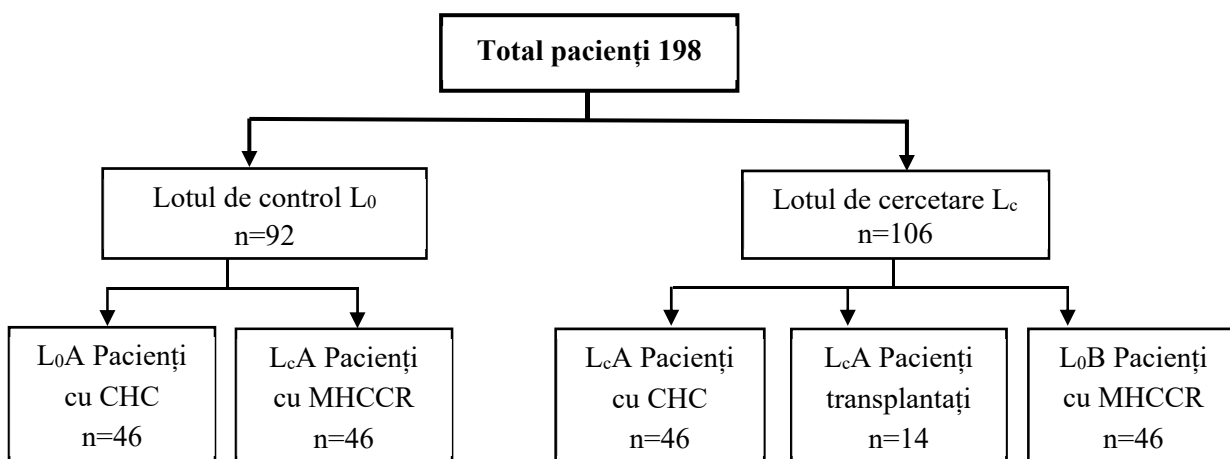 Total pacienți 198
Lotul de control L₀
n=92
Lotul de cercetare Lc
n=106
L₀A Pacienți
cu CHC
n=46
LcA Pacienți
cu MHCCR
n=46
LcA Pacienți
cu CHC
n=46
LcA Pacienți
transplantați
n=14
L₀B Pacienți
cu MHCCR
n=46